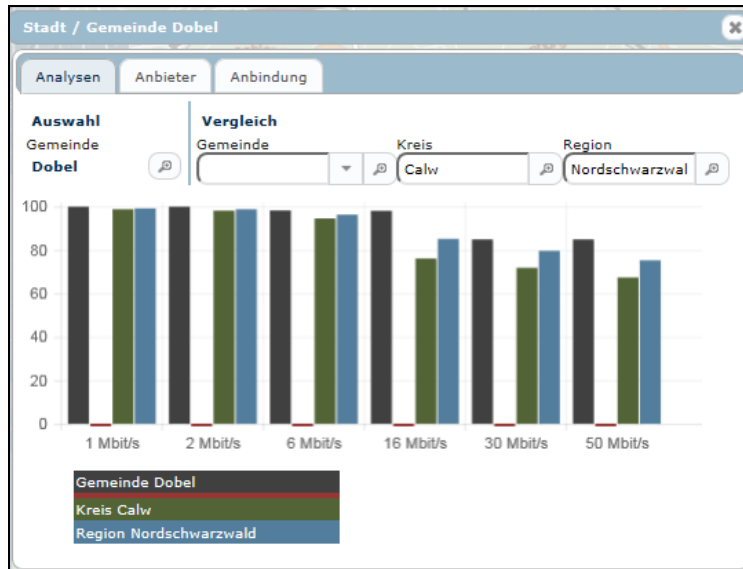 Stadt / Gemeinde Dobel
Analysen Anbieter Anbindung
Auswahl Vergleich
Gemeinde Gemeinde Kreis Region
Dobel Calw Nordschwarzwal
100
80
60
40
20
0
1 Mbit/s 2 Mbit/s 6 Mbit/s 16 Mbit/s 30 Mbit/s 50 Mbit/s
Gemeinde Dobel
Kreis Calw
Region Nordschwarzwald